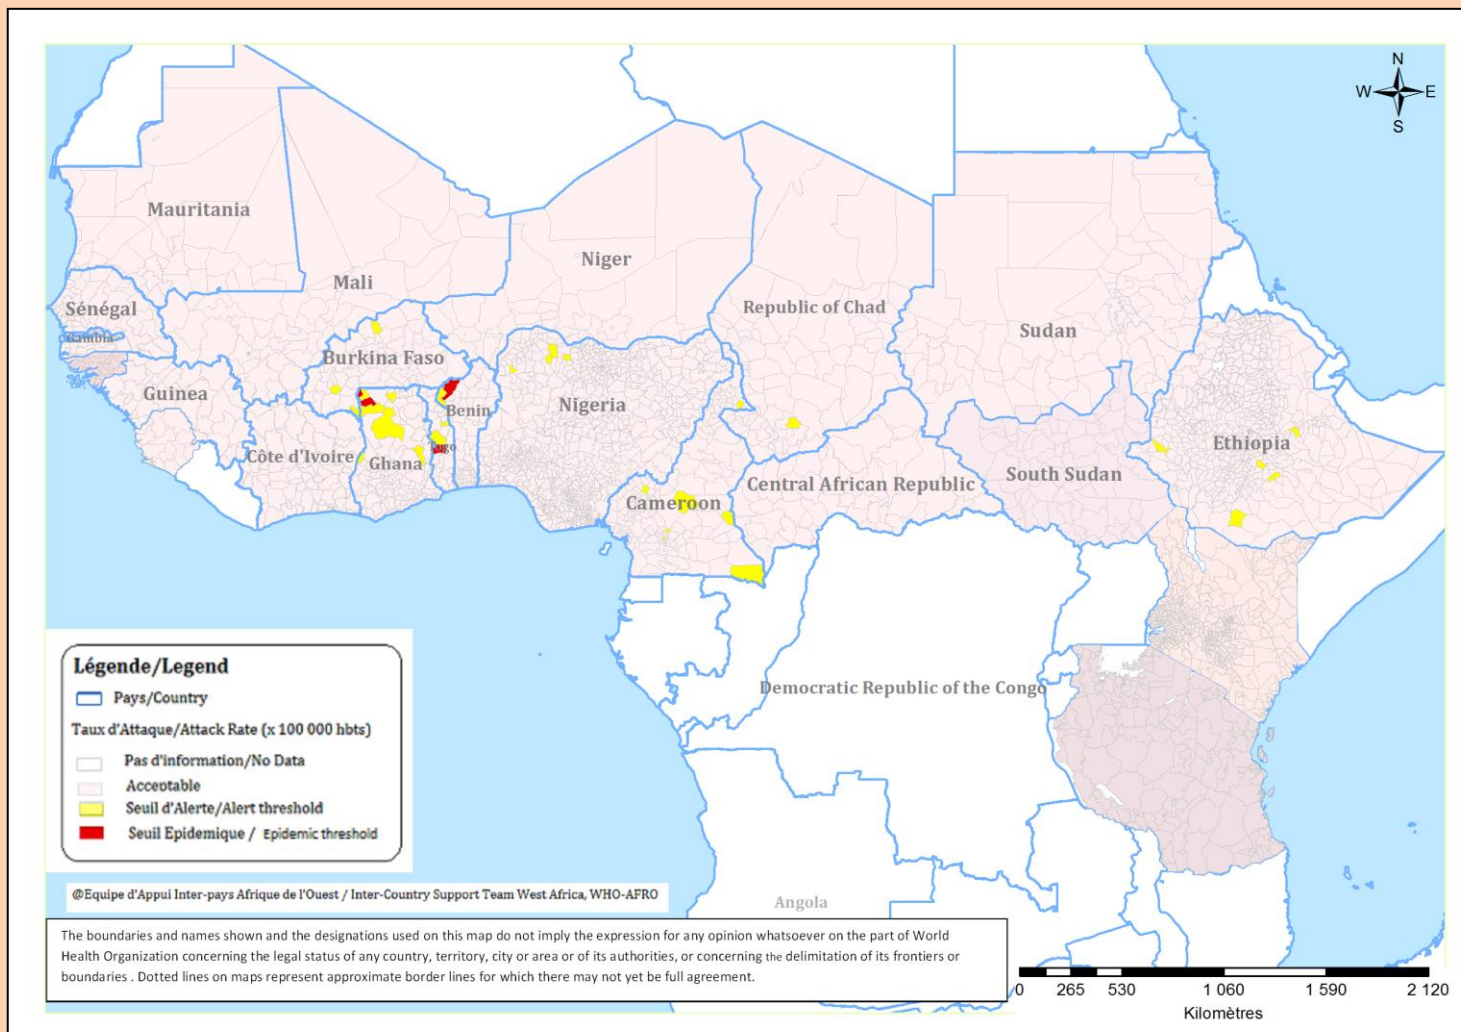 N
W E
S
Mauritania
Mali
Niger
Republic of Chad
Sudan
Sénégal
Gambia
Burkina Faso
Guinea
Benin
Nigeria
Ethiopia
Côte d'Ivoire
Ghana
Togo
South Sudan
Cameroon
Central African Republic
Democratic Republic of the Congo
Angola
Légende/Legend
Pays/Country
Taux d'Attaque/Attack Rate (x 100 000 hbts)
Pas d'information/No Data
Acceptable
Seuil d'Alerte/Alert threshold
Seuil Epidemique / Epidemic threshold
@Equipe d'Appui Inter-pays Afrique de l'Ouest / Inter-Country Support Team West Africa, WHO-AFRO
The boundaries and names shown and the designations used on this map do not imply the expression for any opinion whatsoever on the part of World
Health Organization concerning the legal status of any country, territory, city or area or of its authorities, or concerning the delimitation of its frontiers or
boundaries . Dotted lines on maps represent approximate border lines for which there may not yet be full agreement.
0 265 530 1 060 1 590 2 120
Kilomètres